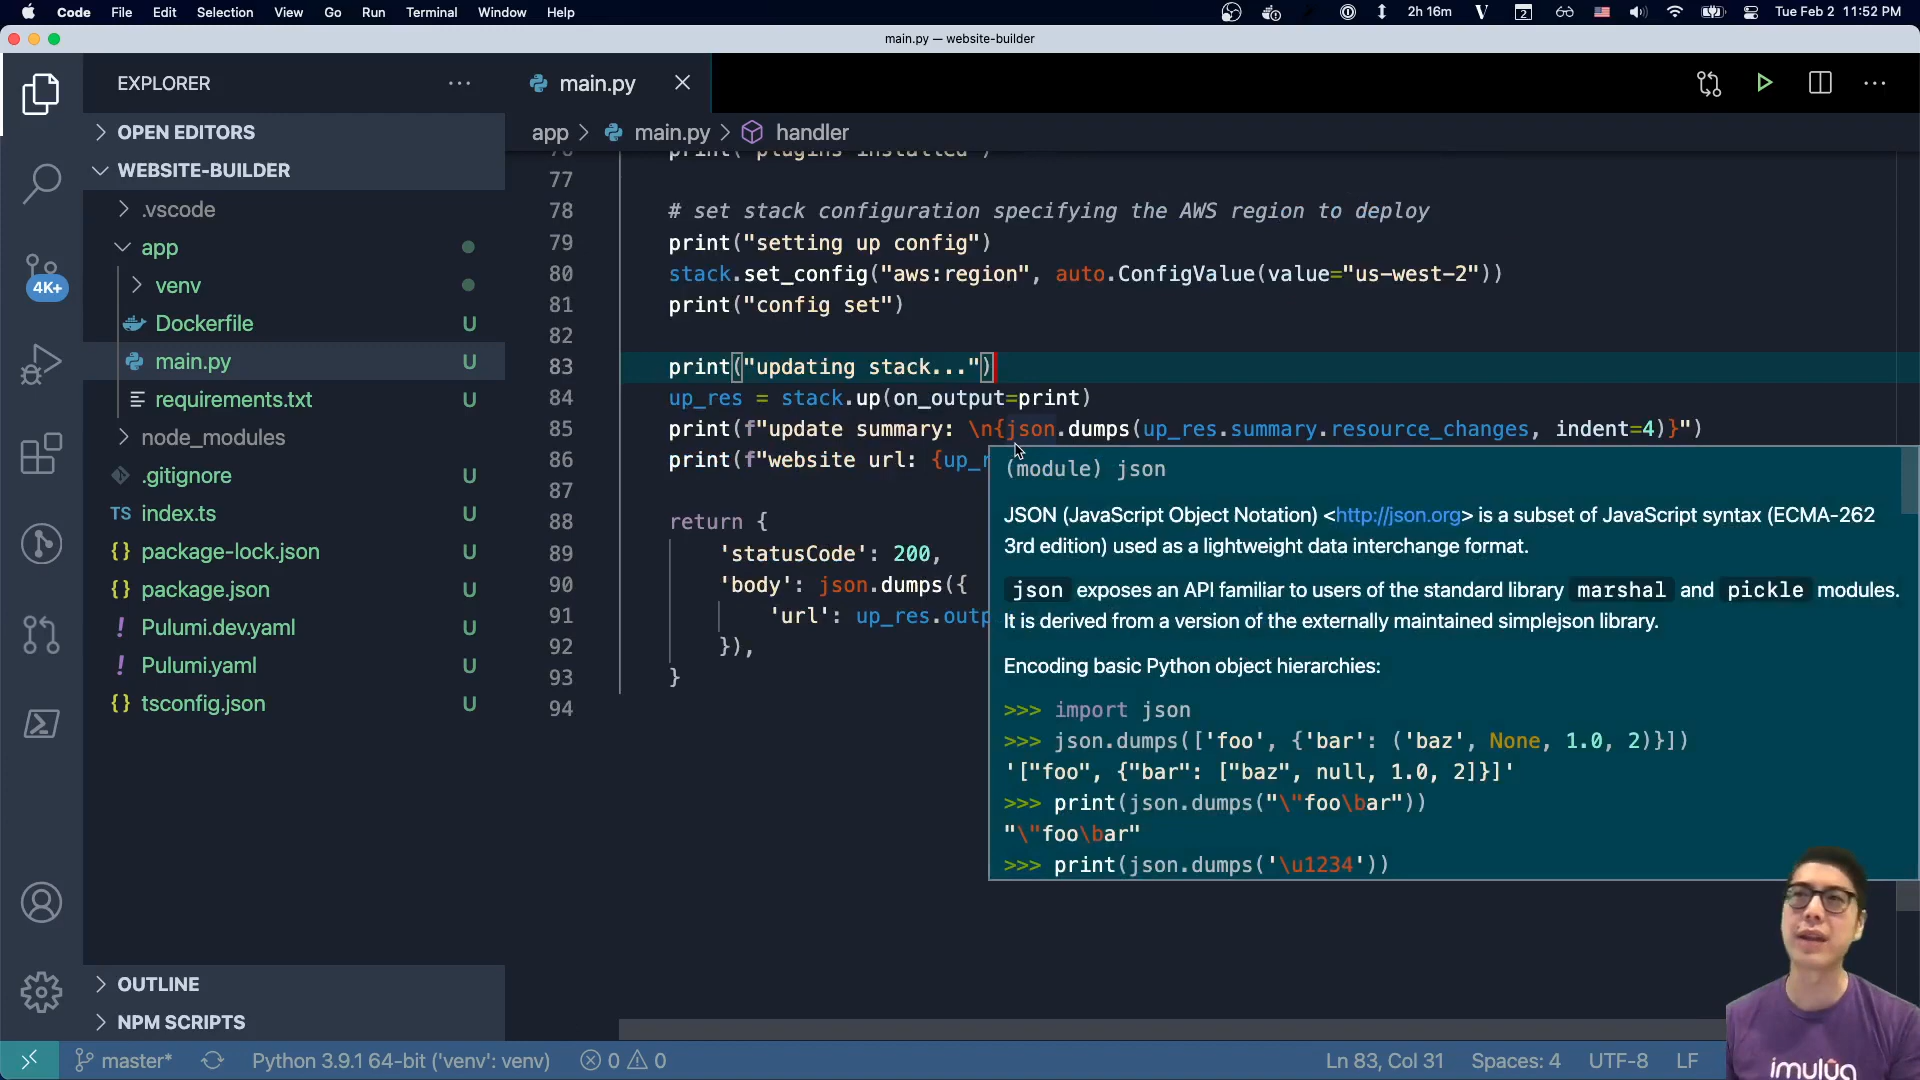 Code File Edit Selection View Go Run Terminal Window Help 2h 16m V 2 Tue Feb 2 11:52 PM
main.py — website-builder
EXPLORER
main.py
OPEN EDITORS
WEBSITE-BUILDER
.vscode
app
venv
Dockerfile U
main.py U
requirements.txt U
node_modules
.gitignore U
TS index.ts U
{} package-lock.json U
{} package.json U
! Pulumi.dev.yaml U
! Pulumi.yaml U
{} tsconfig.json U
OUTLINE
NPM SCRIPTS
4K+
app > main.py > handler
76 print("plugins installed")
77
78 # set stack configuration specifying the AWS region to deploy
79 print("setting up config")
80 stack.set_config("aws:region", auto.ConfigValue(value="us-west-2"))
81 print("config set")
82
83 print("updating stack...")
84 up_res = stack.up(on_output=print)
85 print(f"update summary: \n{json.dumps(up_res.summary.resource_changes, indent=4)}")
86 print(f"website url: {up_r
87
88 return {
89 'statusCode': 200,
90 'body': json.dumps({
91 'url': up_res.outp
92 }),
93 }
94
(module) json
JSON (JavaScript Object Notation) <http://json.org> is a subset of JavaScript syntax (ECMA-262
3rd edition) used as a lightweight data interchange format.
json exposes an API familiar to users of the standard library marshal and pickle modules.
It is derived from a version of the externally maintained simplejson library.
Encoding basic Python object hierarchies:
>>> import json
>>> json.dumps(['foo', {'bar': ('baz', None, 1.0, 2)}])
'["foo", {"bar": ["baz", null, 1.0, 2]}]'
>>> print(json.dumps("\"foo\bar"))
"\"foo\bar"
>>> print(json.dumps('\u1234'))
master* Python 3.9.1 64-bit ('venv': venv) 0 0 Ln 83, Col 31 Spaces: 4 UTF-8 LF